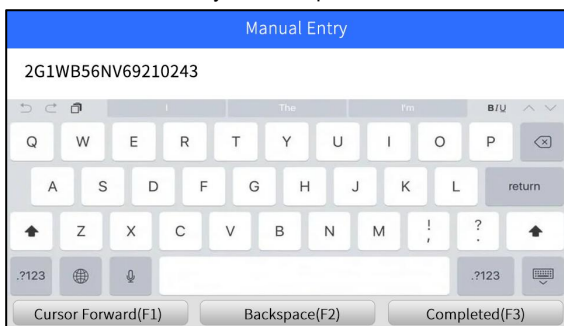 Manual Entry
2G1WB56NV69210243
I The I'm B I U
Q W E R T Y U I O P
A S D F G H J K L return
Z X C V B N M ! , ? .
.?123 .?123
Cursor Forward(F1) Backspace(F2) Completed(F3)